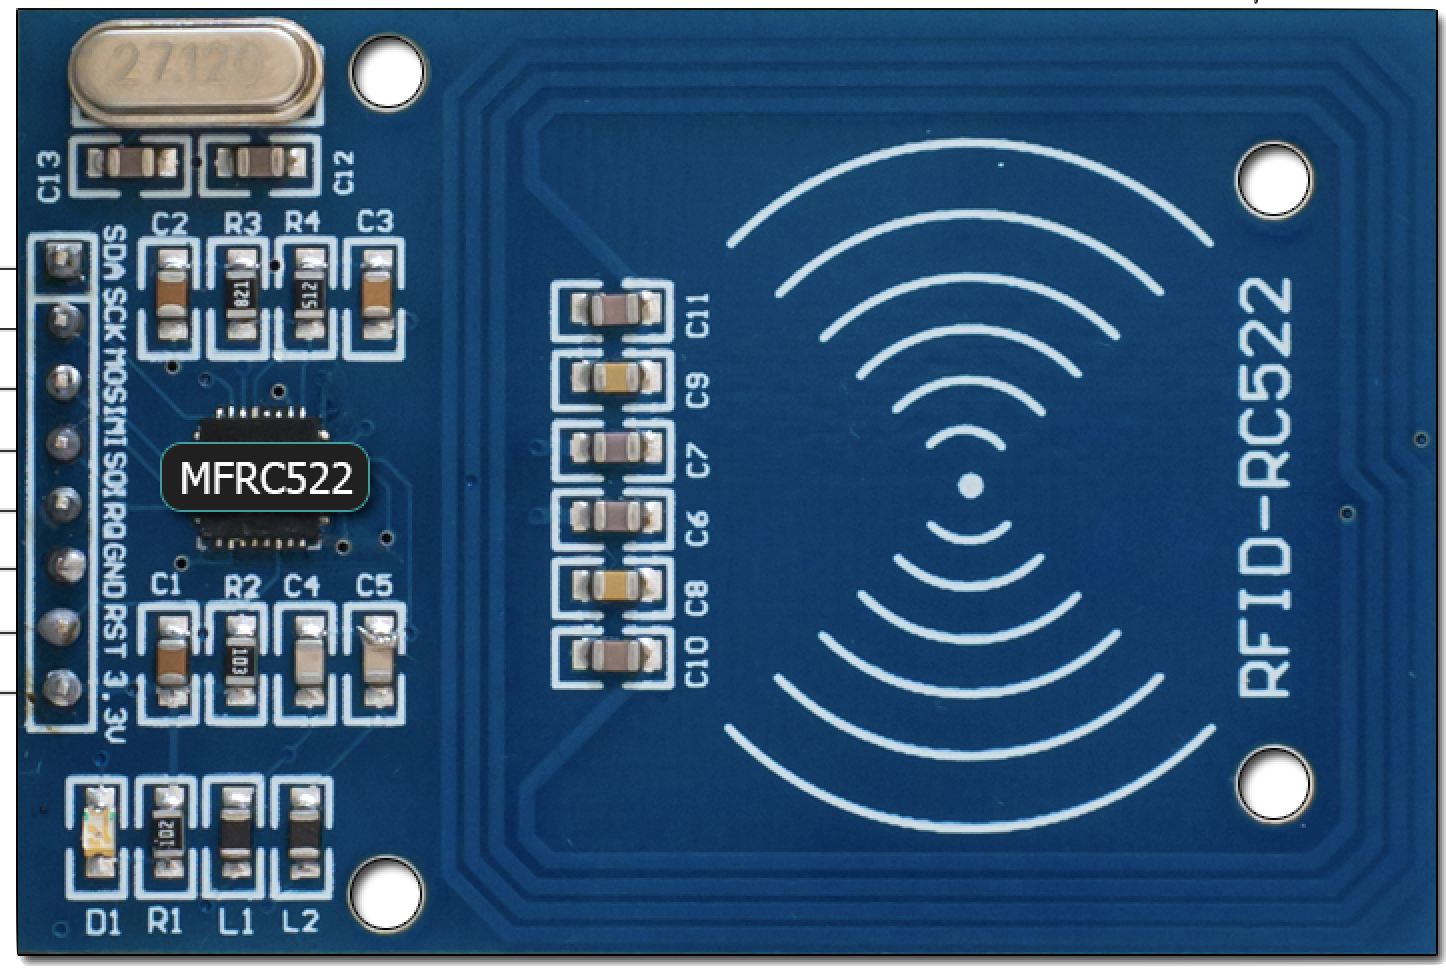 27.120
C13
C12
C2
R3
R4
C3
821
512
SDA
SCK
MOSI
MISO
IRQ
GND
RST
3.3V
MFRC522
C1
R2
C4
C5
103
D1
R1
L1
L2
102
C11
C9
C7
C6
C8
C10
RFID-RC522